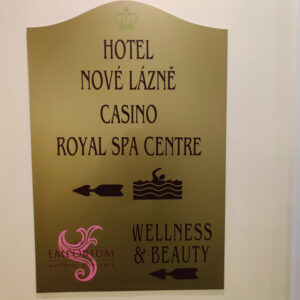 HOTEL
NOVÉ LÁZNĚ
CASINO
ROYAL SPA CENTRE
EMPORIUM
WELLNESS
& BEAUTY